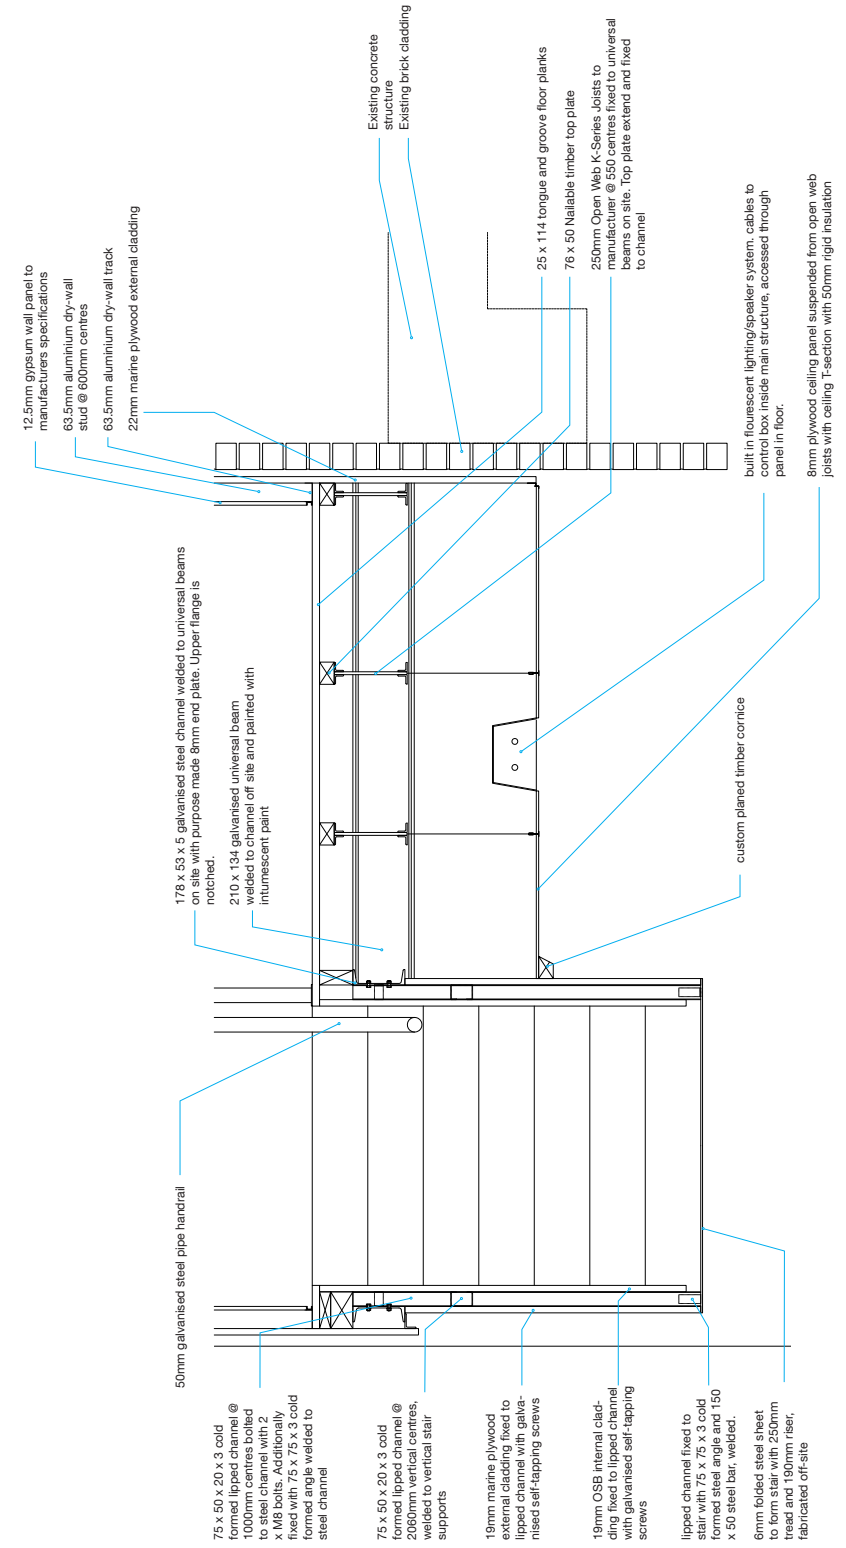 12.5mm gypsum wall panel to
manufacturers specifications
63.5mm aluminium dry-wall
stud @ 600mm centres
63.5mm aluminium dry-wall track
22mm marine plywood external cladding
Existing concrete
structure
Existing brick cladding
25 x 114 tongue and groove floor planks
76 x 50 Nailable timber top plate
250mm Open Web K-Series Joists to
manufacturer @ 550 centres fixed to universal
beams on site. Top plate extend and fixed
to channel
built in flourescent lighting/speaker system. cables to
control box inside main structure, accessed through
panel in floor.
8mm plywood ceiling panel suspended from open web
joists with ceiling T-section with 50mm rigid insulation
178 x 53 x 5 galvanised steel channel welded to universal beams
on site with purpose made 8mm end plate. Upper flange is
notched.
210 x 134 galvanised universal beam
welded to channel off site and painted with
intumescent paint
custom planed timber cornice
50mm galvanised steel pipe handrail
75 x 50 x 20 x 3 cold
formed lipped channel @
1000mm centres bolted
to steel channel with 2
x M8 bolts. Additionally
fixed with 75 x 75 x 3 cold
formed angle welded to
steel channel
75 x 50 x 20 x 3 cold
formed lipped channel @
2060mm vertical centres,
welded to vertical stair
supports
19mm marine plywood
external cladding fixed to
lipped channel with galva-
nised self-tapping screws
19mm OSB internal clad-
ding fixed to lipped channel
with galvanised self-tapping
screws
lipped channel fixed to
stair with 75 x 75 x 3 cold
formed steel angle and 150
x 50 steel bar, welded.
6mm folded steel sheet
to form stair with 250mm
tread and 190mm riser,
fabricated off-site